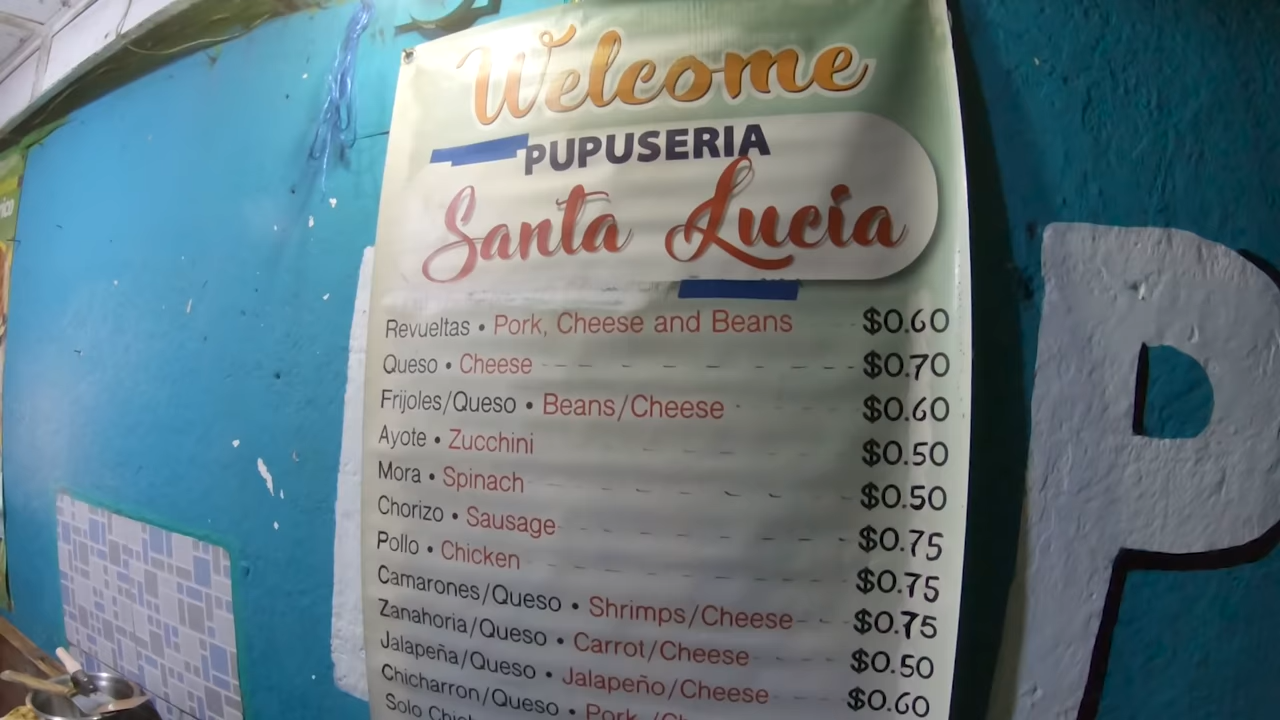 Welcome
PUPUSERIA
Santa Lucia
Revueltas • Pork, Cheese and Beans $0.60
Queso • Cheese $0.70
Frijoles/Queso • Beans/Cheese $0.60
Ayote • Zucchini $0.50
Mora • Spinach $0.50
Chorizo • Sausage $0.75
Pollo • Chicken $0.75
Camarones/Queso • Shrimps/Cheese $0.75
Zanahoria/Queso • Carrot/Cheese $0.50
Jalapeña/Queso • Jalapeño/Cheese $0.60
Chicharron/Queso • Pork
Solo
P